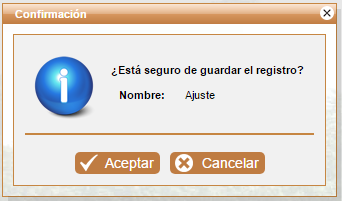 Confirmación
¿Está seguro de guardar el registro?
Nombre: Ajuste
Aceptar Cancelar